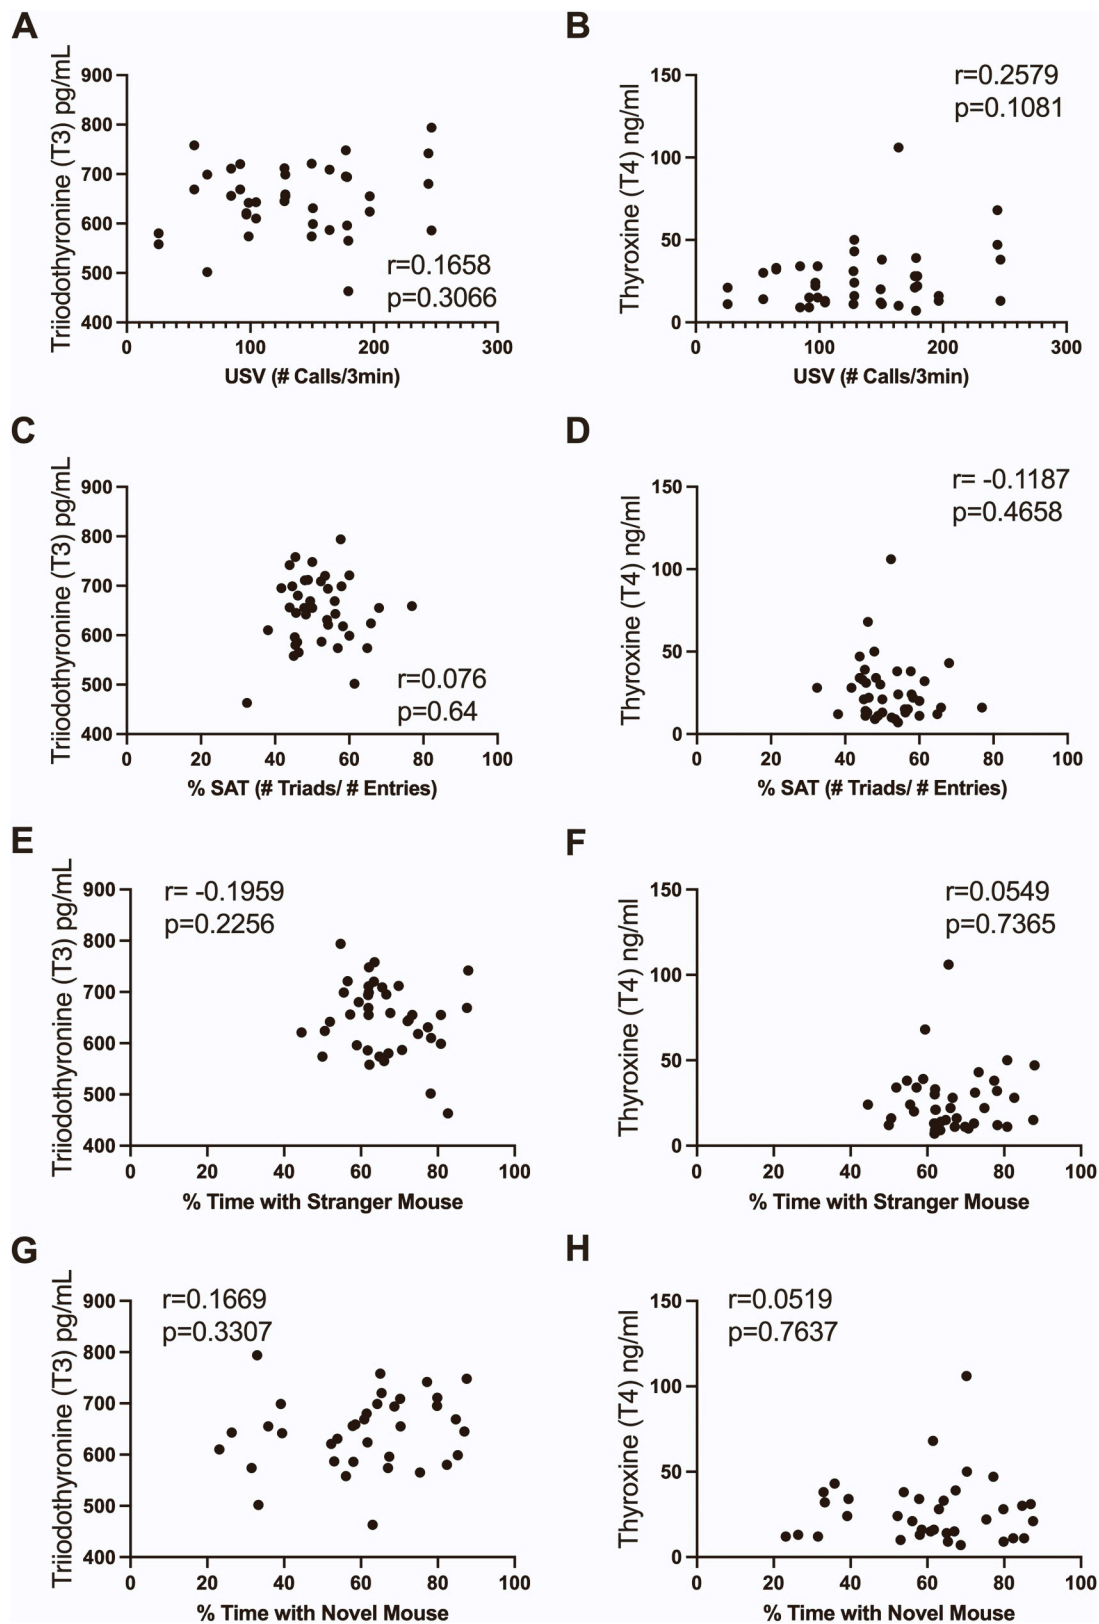 A
Triiodothyronine (T3) pg/mL
900
800
700
600
500
400
r=0.1658
p=0.3066
0 100 200 300
USV (# Calls/3min)
B
Thyroxine (T4) ng/ml
150
100
50
0
r=0.2579
p=0.1081
0 100 200 300
USV (# Calls/3min)
C
Triiodothyronine (T3) pg/mL
900
800
700
600
500
400
r=0.076
p=0.64
0 20 40 60 80 100
% SAT (# Triads/ # Entries)
D
Thyroxine (T4) ng/ml
150
100
50
0
r= -0.1187
p=0.4658
0 20 40 60 80 100
% SAT (# Triads/ # Entries)
E
Triiodothyronine (T3) pg/mL
900
800
700
600
500
400
r= -0.1959
p=0.2256
0 20 40 60 80 100
% Time with Stranger Mouse
F
Thyroxine (T4) ng/ml
150
100
50
0
r=0.0549
p=0.7365
0 20 40 60 80 100
% Time with Stranger Mouse
G
Triiodothyronine (T3) pg/mL
900
800
700
600
500
400
r=0.1669
p=0.3307
0 20 40 60 80 100
% Time with Novel Mouse
H
Thyroxine (T4) ng/ml
150
100
50
0
r=0.0519
p=0.7637
0 20 40 60 80 100
% Time with Novel Mouse